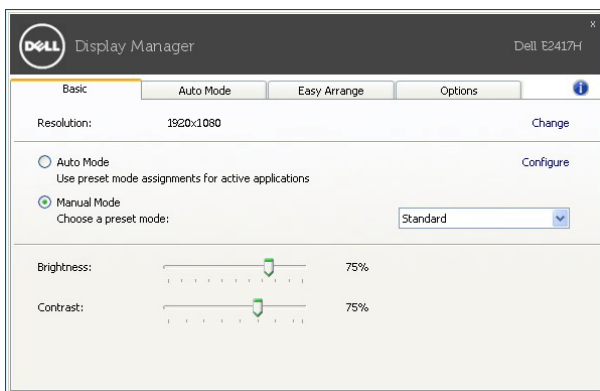 x
DELL Display Manager Dell E2417H
Basic Auto Mode Easy Arrange Options i
Resolution: 1920x1080 Change
Auto Mode Configure
Use preset mode assignments for active applications
Manual Mode
Choose a preset mode: Standard
Brightness: 75%
Contrast: 75%